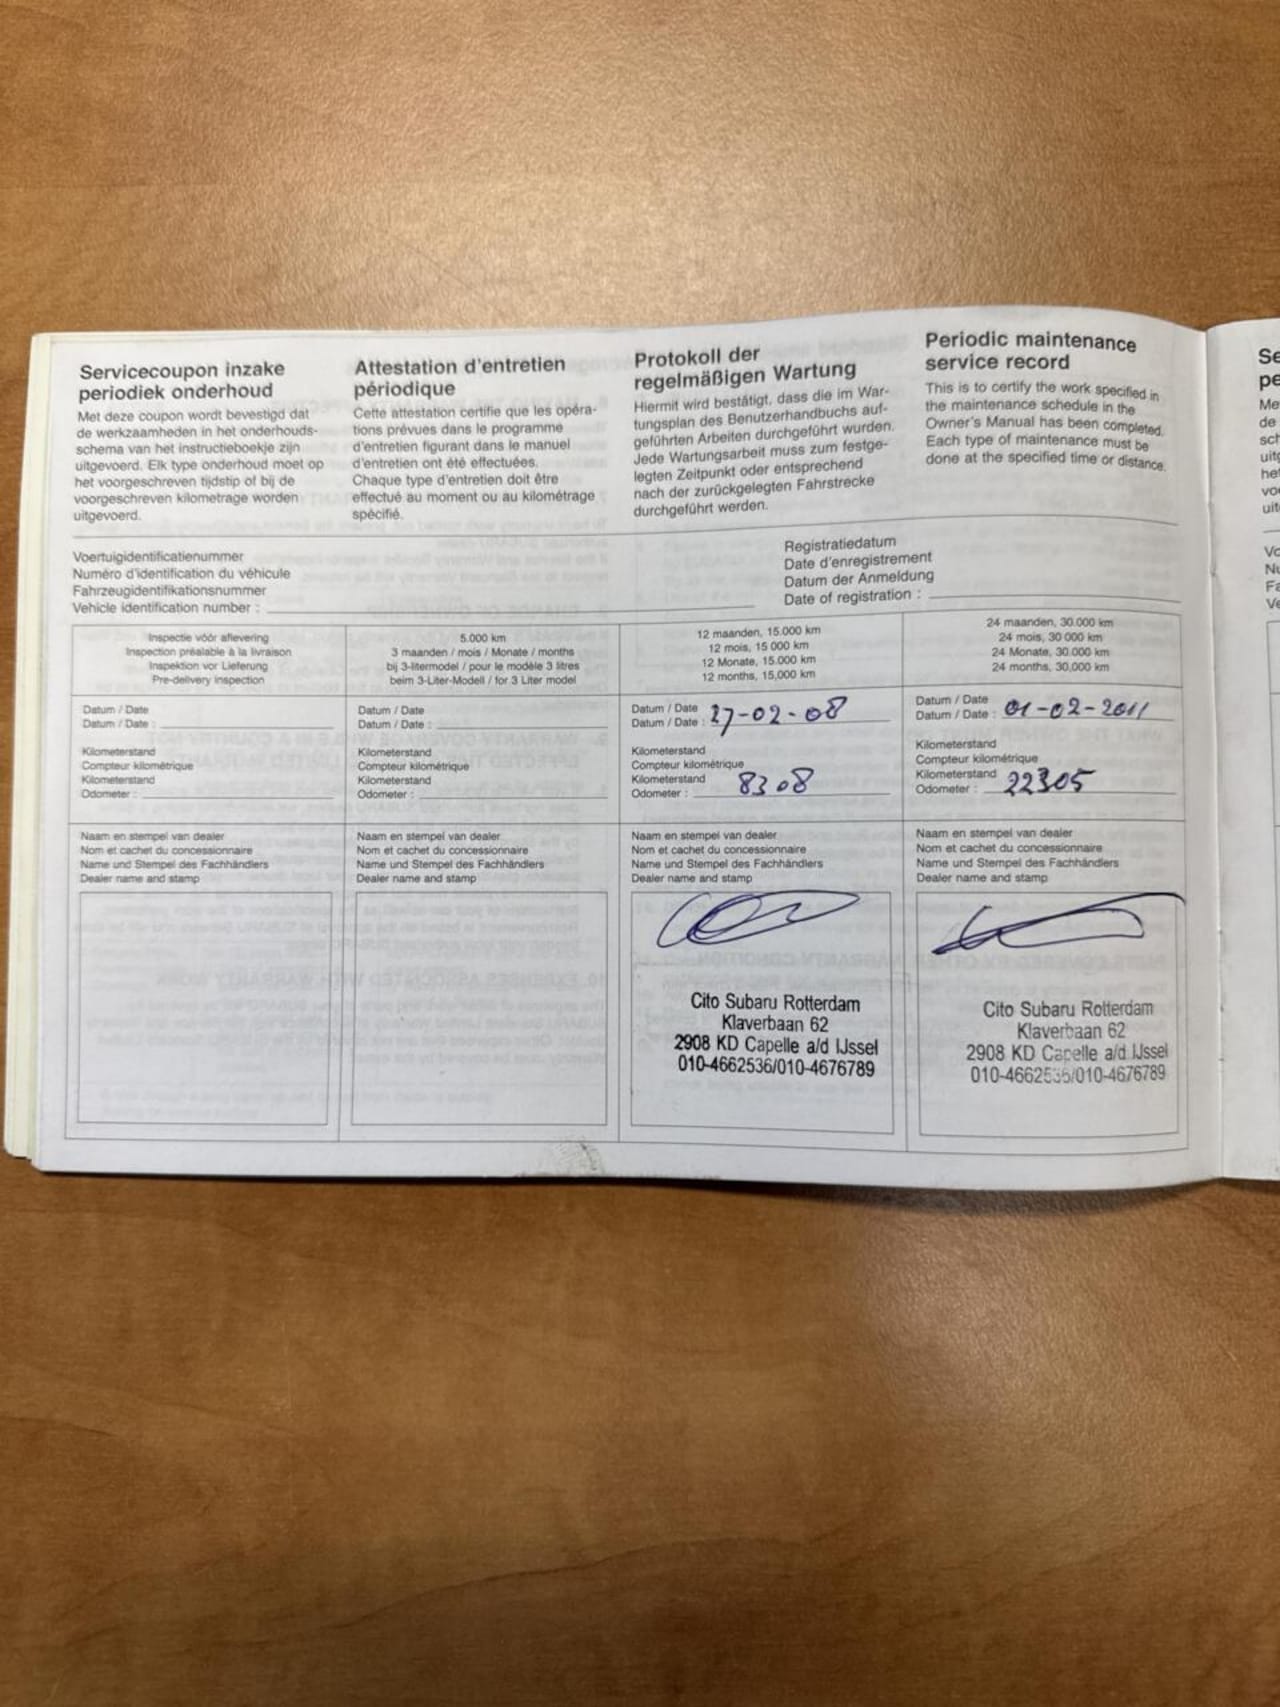 Servicecoupon inzake
periodiek onderhoud
Met deze coupon wordt bevestigd dat
de werkzaamheden in het onderhouds-
schema van het instructieboekje zijn
uitgevoerd. Elk type onderhoud moet op
het voorgeschreven tijdstip of bij de
voorgeschreven kilometrage worden
uitgevoerd.
Attestation d'entretien
périodique
Cette attestation certifie que les opéra-
tions prévues dans le programme
d'entretien figurant dans le manuel
d'entretien ont été effectuées.
Chaque type d'entretien doit être
effectué au moment ou au kilométrage
spécifié.
Protokoll der
regelmäßigen Wartung
Hiermit wird bestätigt, dass die im War-
tungsplan des Benutzerhandbuchs auf-
geführten Arbeiten durchgeführt wurden.
Jede Wartungsarbeit muss zum festge-
legten Zeitpunkt oder entsprechend
nach der zurückgelegten Fahrstrecke
durchgeführt werden.
Periodic maintenance
service record
This is to certify the work specified in
the maintenance schedule in the
Owner's Manual has been completed.
Each type of maintenance must be
done at the specified time or distance.
Voertuigidentificatienummer
Numéro d'identification du véhicule
Fahrzeugidentifikationsnummer
Vehicle identification number :
Registratiedatum
Date d'enregistrement
Datum der Anmeldung
Date of registration :
Inspectie vóór aflevering
Inspection préalable à la livraison
Inspektion vor Lieferung
Pre-delivery inspection
Datum / Date
Datum / Date :
Kilometerstand
Compteur kilométrique
Kilometerstand
Odometer :
Naam en stempel van dealer
Nom et cachet du concessionnaire
Name und Stempel des Fachhändlers
Dealer name and stamp
5.000 km
3 maanden / mois / Monate / months
bij 3-litermodel / pour le modèle 3 litres
beim 3-Liter-Modell / for 3 Liter model
Datum / Date
Datum / Date :
Kilometerstand
Compteur kilométrique
Kilometerstand
Odometer :
Naam en stempel van dealer
Nom et cachet du concessionnaire
Name und Stempel des Fachhändlers
Dealer name and stamp
12 maanden, 15.000 km
12 mois, 15 000 km
12 Monate, 15.000 km
12 months, 15,000 km
Datum / Date
Datum / Date : 27-02-08
Kilometerstand
Compteur kilométrique
Kilometerstand
Odometer : 8308
Naam en stempel van dealer
Nom et cachet du concessionnaire
Name und Stempel des Fachhändlers
Dealer name and stamp
Cito Subaru Rotterdam
Klaverbaan 62
2908 KD Capelle a/d IJssel
010-4662536/010-4676789
24 maanden, 30.000 km
24 mois, 30 000 km
24 Monate, 30.000 km
24 months, 30,000 km
Datum / Date
Datum / Date : 01-02-2011
Kilometerstand
Compteur kilométrique
Kilometerstand
Odometer : 22305
Naam en stempel van dealer
Nom et cachet du concessionnaire
Name und Stempel des Fachhändlers
Dealer name and stamp
Cito Subaru Rotterdam
Klaverbaan 62
2908 KD Capelle a/d IJssel
010-4662536/010-4676789